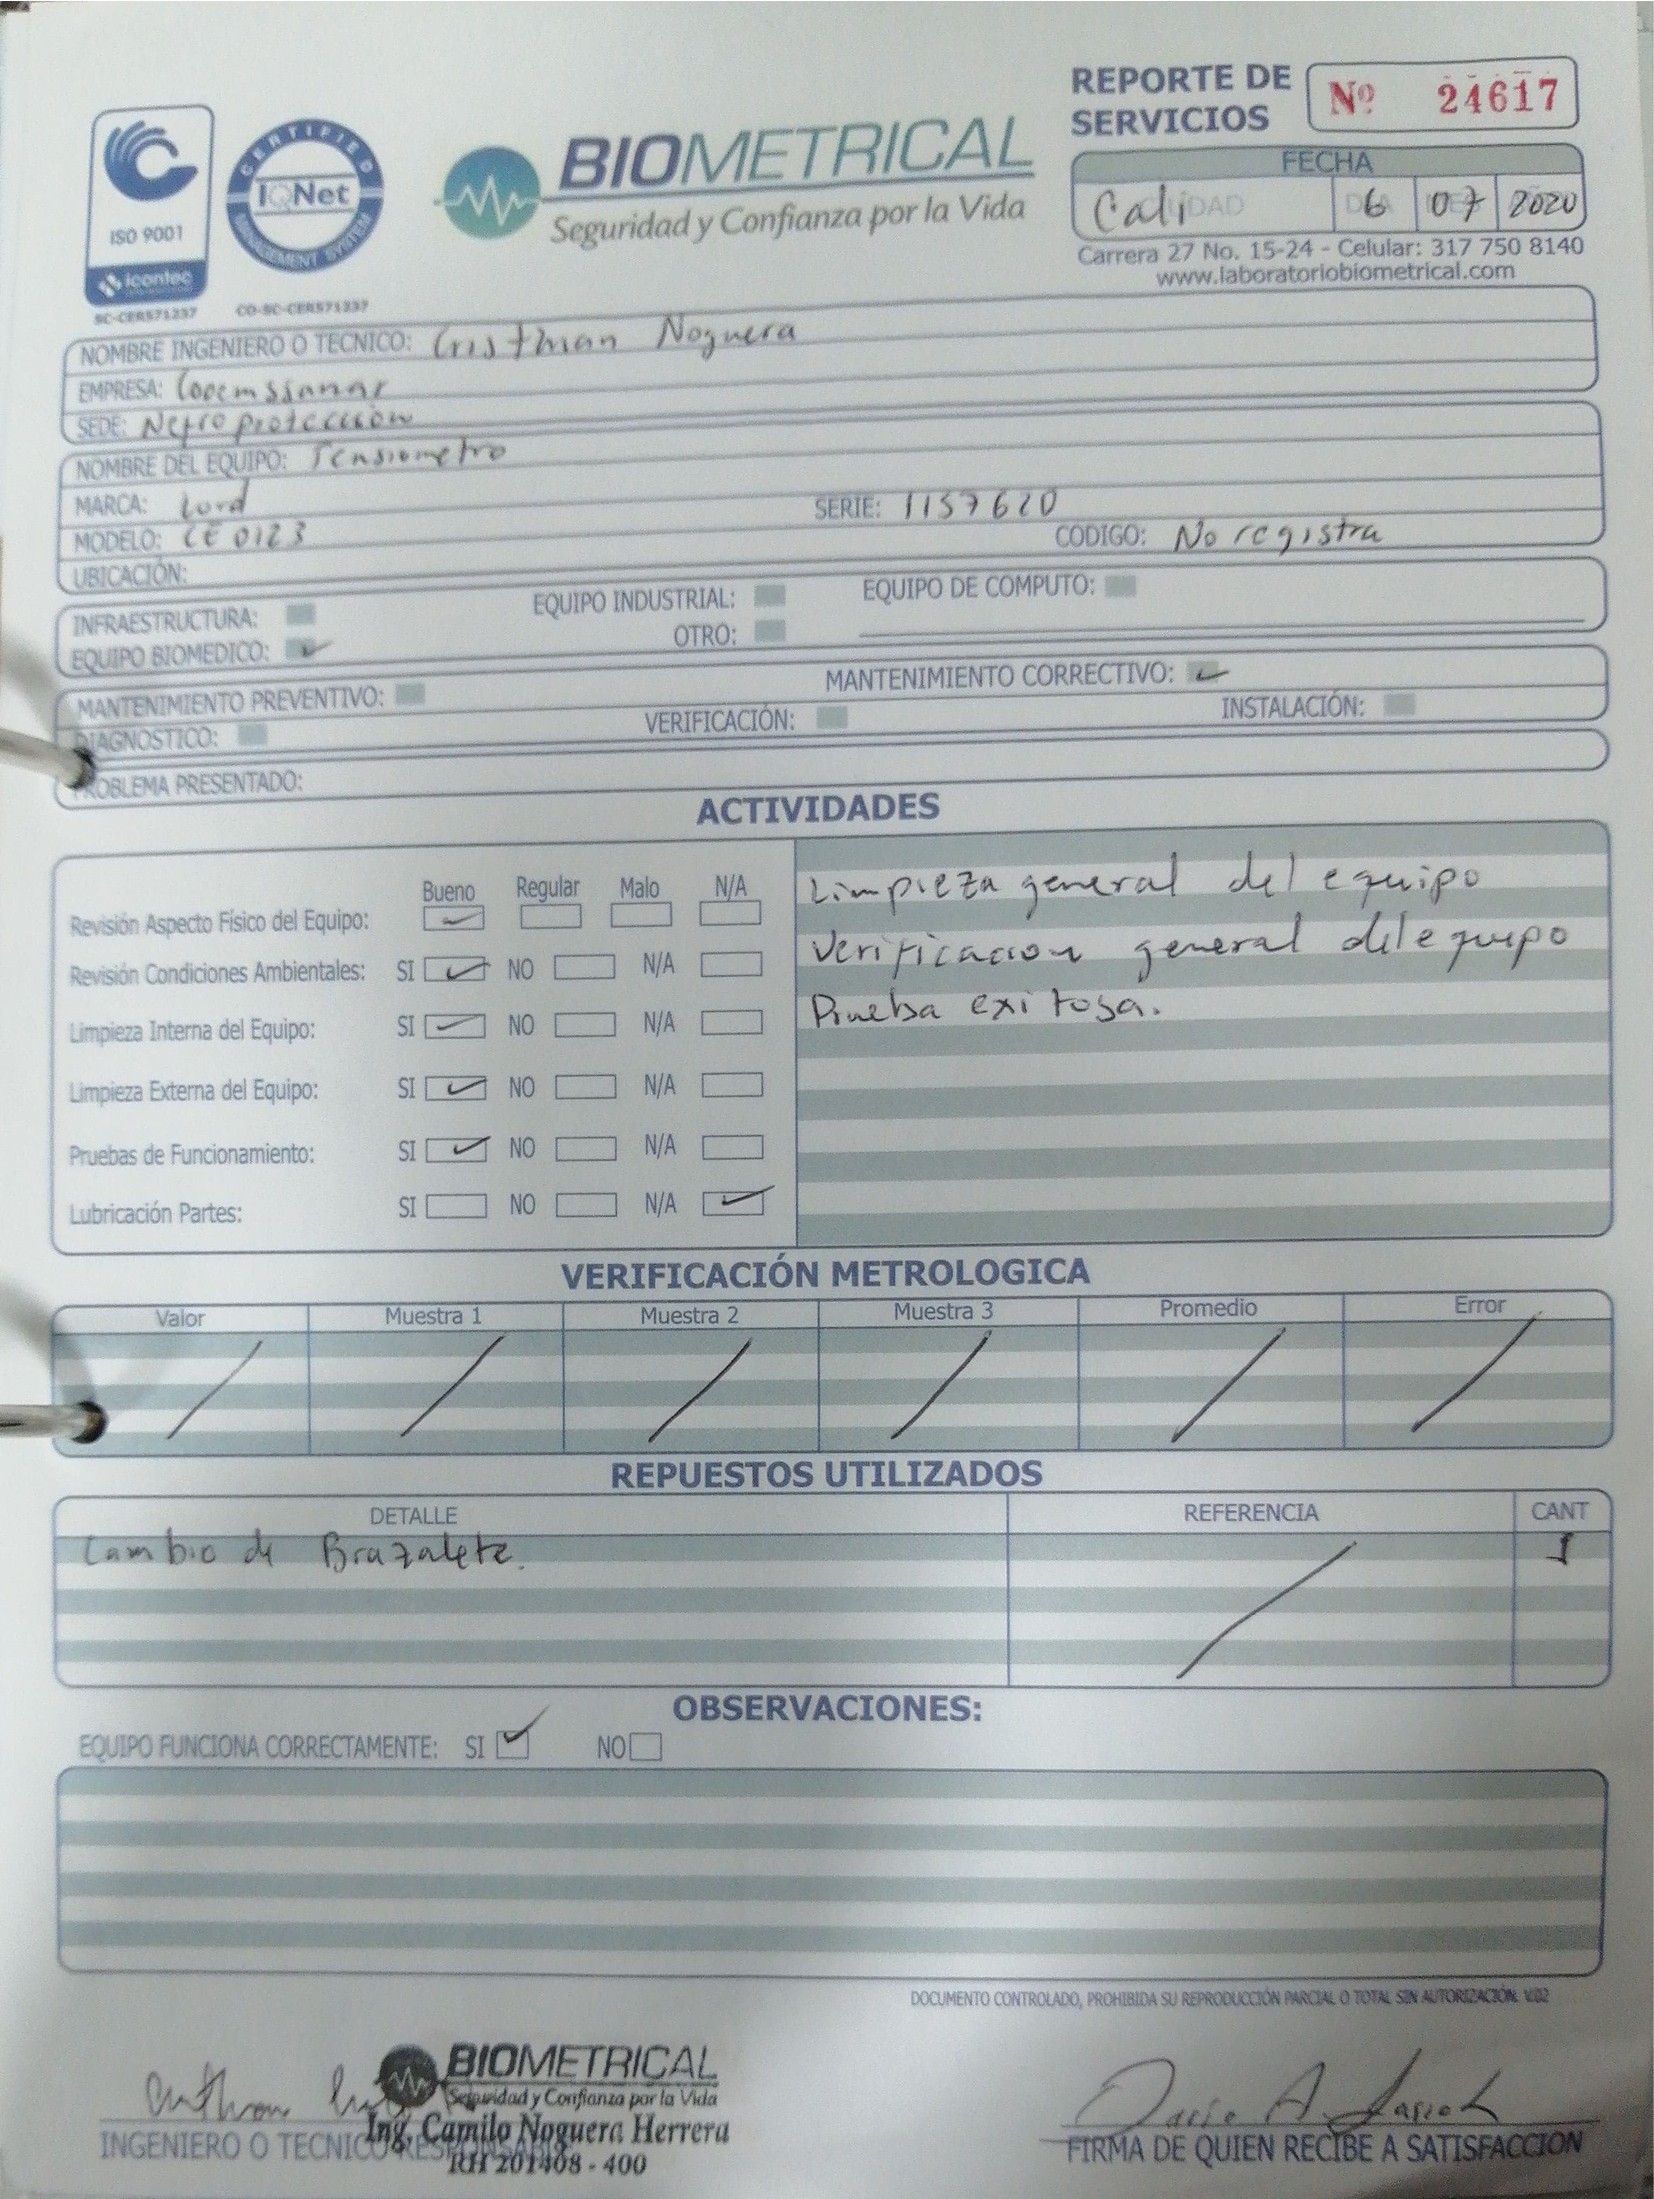 REPORTE DE SERVICIOS Nº 24617
ISO 9001
icontec
SC-CER571237
CERTIFIED
IQNet
MANAGEMENT SYSTEM
CO-SC-CER571237
BIOMETRICAL
Seguridad y Confianza por la Vida
FECHA
Cali 6 07 2020
Carrera 27 No. 15-24 - Celular: 317 750 8140
www.laboratoriobiometrical.com
NOMBRE INGENIERO O TECNICO: Cristhian Noguera
EMPRESA: Cooemssanar
SEDE: Nefroproteccion
NOMBRE DEL EQUIPO: Tensiometro
MARCA: Lord SERIE: 1157620
MODELO: CE 0123 CODIGO: No registra
UBICACIÓN:
INFRAESTRUCTURA: EQUIPO INDUSTRIAL: EQUIPO DE COMPUTO:
EQUIPO BIOMEDICO: ✓ OTRO:
MANTENIMIENTO PREVENTIVO: MANTENIMIENTO CORRECTIVO: ✓
DIAGNOSTICO: VERIFICACIÓN: INSTALACIÓN:
PROBLEMA PRESENTADO:
ACTIVIDADES
Bueno Regular Malo N/A
Revisión Aspecto Físico del Equipo: ✓
Revisión Condiciones Ambientales: SI ✓ NO N/A
Limpieza Interna del Equipo: SI ✓ NO N/A
Limpieza Externa del Equipo: SI ✓ NO N/A
Pruebas de Funcionamiento: SI ✓ NO N/A
Lubricación Partes: SI NO N/A ✓
Limpieza general del equipo
Verificacion general del equipo
Prueba exitosa.
VERIFICACIÓN METROLOGICA
Valor Muestra 1 Muestra 2 Muestra 3 Promedio Error
/ / / / / /
REPUESTOS UTILIZADOS
DETALLE REFERENCIA CANT
Cambio de Brazalete. / 1
OBSERVACIONES:
EQUIPO FUNCIONA CORRECTAMENTE: SI ✓ NO
DOCUMENTO CONTROLADO, PROHIBIDA SU REPRODUCCIÓN PARCIAL O TOTAL SIN AUTORIZACIÓN. V.02
BIOMETRICAL
Seguridad y Confianza por la Vida
Ing. Camilo Noguera Herrera
RH 201408 - 400
INGENIERO O TECNICO RESPONSABLE
FIRMA DE QUIEN RECIBE A SATISFACCION